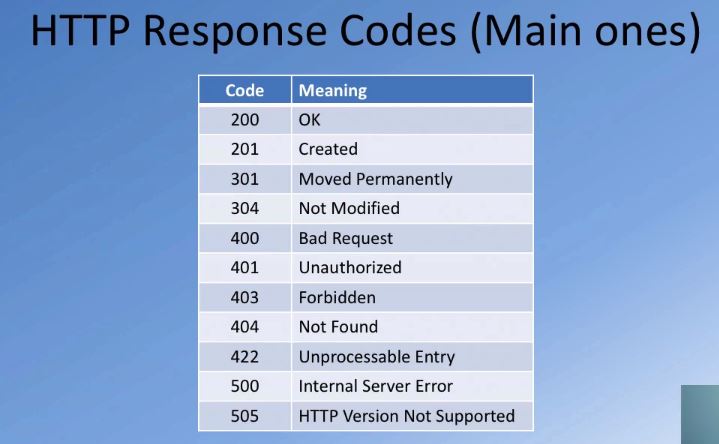 HTTP Response Codes (Main ones)
Code Meaning
200 OK
201 Created
301 Moved Permanently
304 Not Modified
400 Bad Request
401 Unauthorized
403 Forbidden
404 Not Found
422 Unprocessable Entry
500 Internal Server Error
505 HTTP Version Not Supported